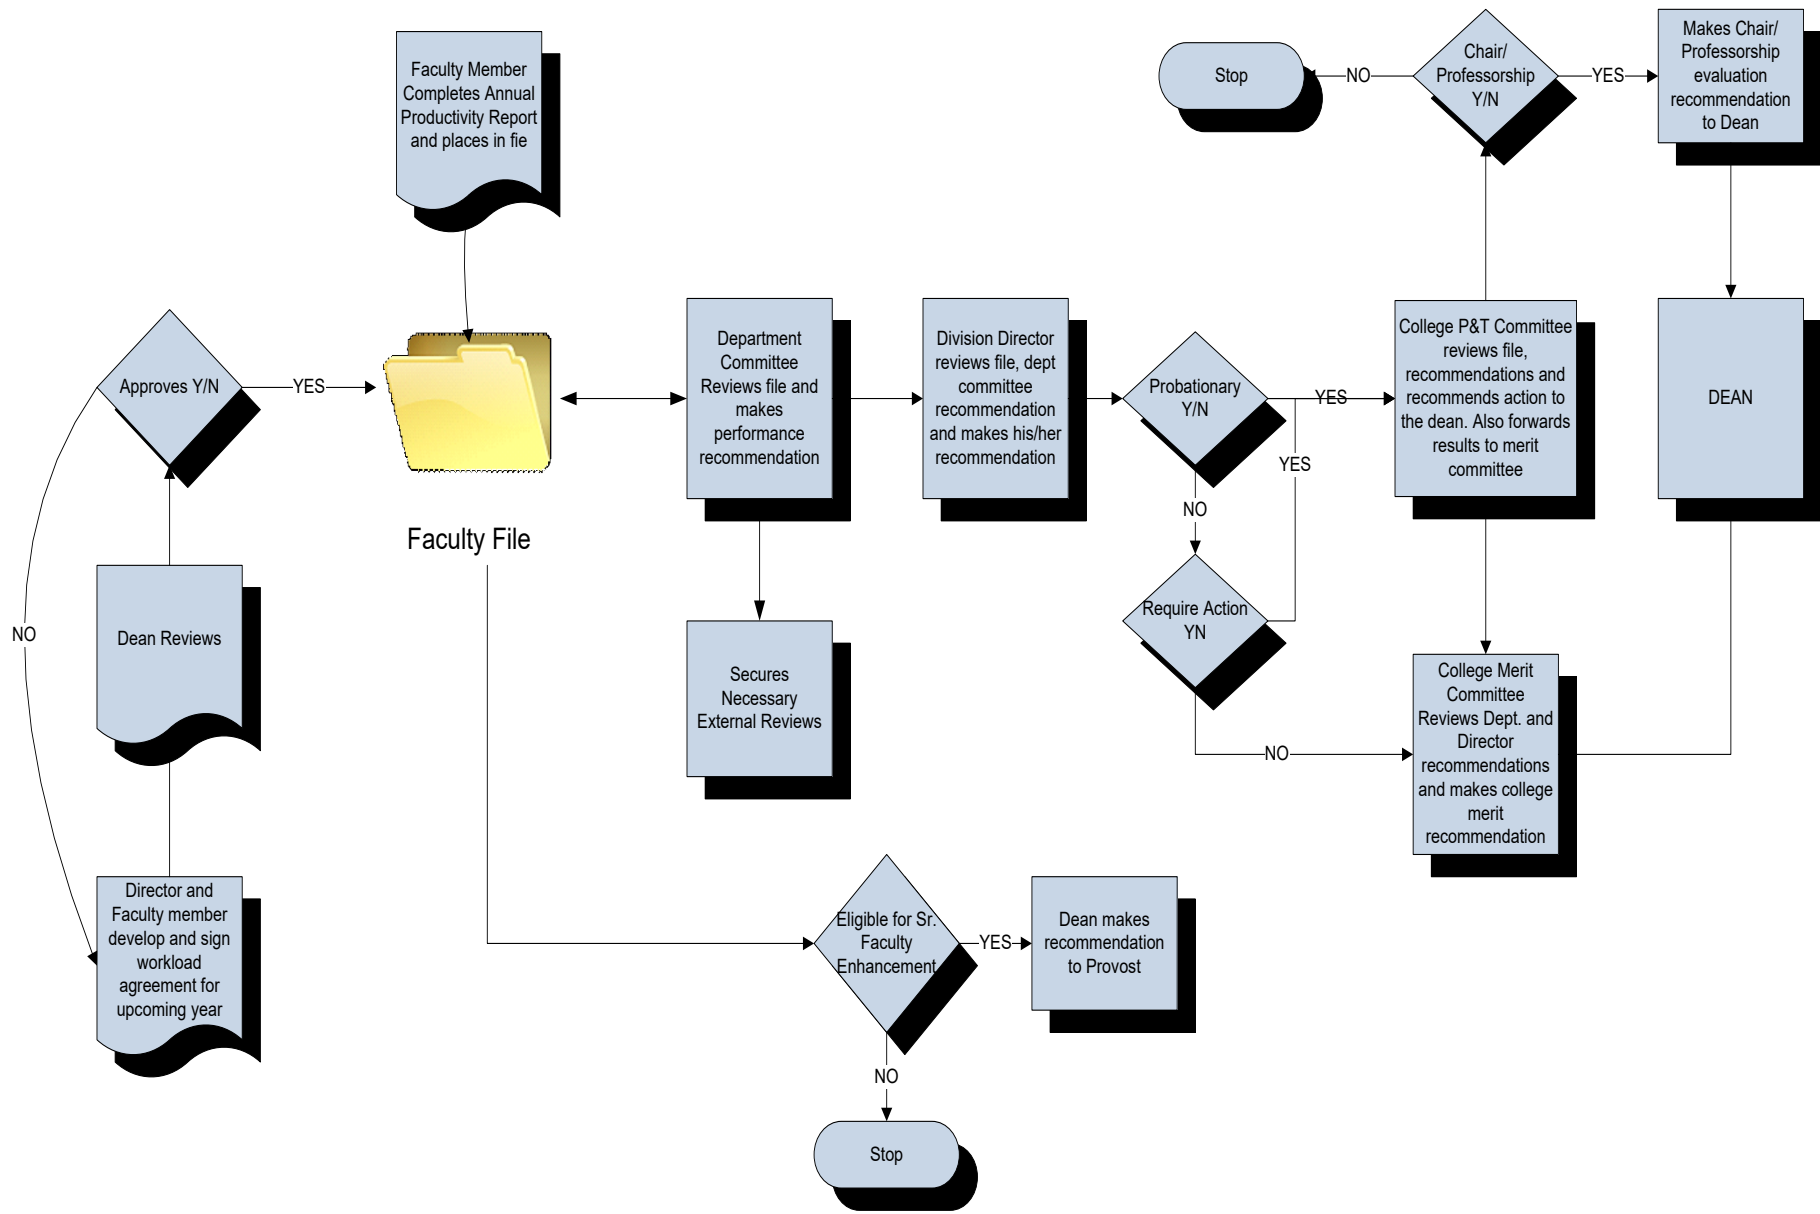 Faculty Member
Completes Annual
Productivity Report
and places in fie
Stop
NO
Chair/
Professorship
Y/N
YES
Makes Chair/
Professorship
evaluation
recommendation
to Dean
Approves Y/N
YES
NO
Dean Reviews
Director and
Faculty member
develop and sign
workload
agreement for
upcoming year
Faculty File
Department
Committee
Reviews file and
makes
performance
recommendation
Secures
Necessary
External Reviews
Division Director
reviews file, dept
committee
recommendation
and makes his/her
recommendation
Probationary
Y/N
YES
YES
NO
Require Action
YN
NO
College P&T Committee
reviews file,
recommendations and
recommends action to
the dean. Also forwards
results to merit
committee
DEAN
College Merit
Committee
Reviews Dept. and
Director
recommendations
and makes college
merit
recommendation
Eligible for Sr.
Faculty
Enhancement
YES
Dean makes
recommendation
to Provost
NO
Stop